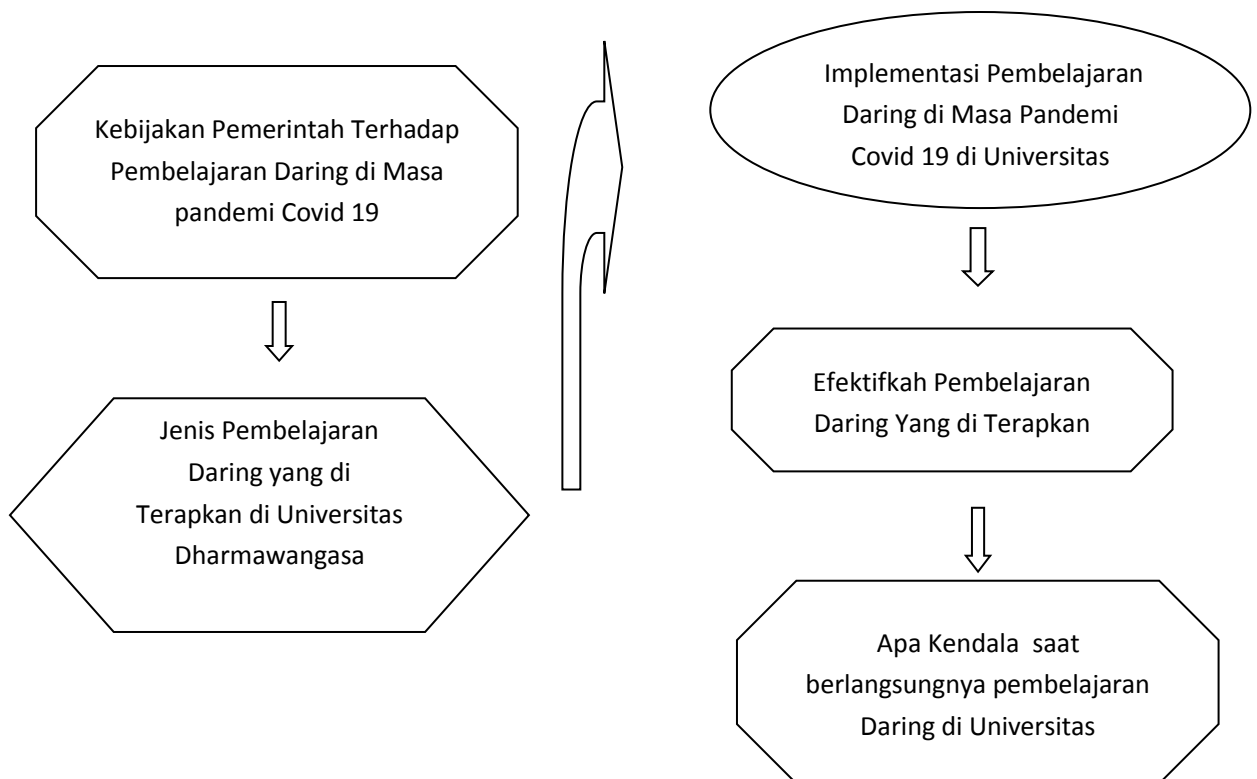 Kebijakan Pemerintah Terhadap
Pembelajaran Daring di Masa
pandemi Covid 19
Jenis Pembelajaran
Daring yang di
Terapkan di Universitas
Dharmawangasa
Implementasi Pembelajaran
Daring di Masa Pandemi
Covid 19 di Universitas
Efektifkah Pembelajaran
Daring Yang di Terapkan
Apa Kendala saat
berlangsungnya pembelajaran
Daring di Universitas